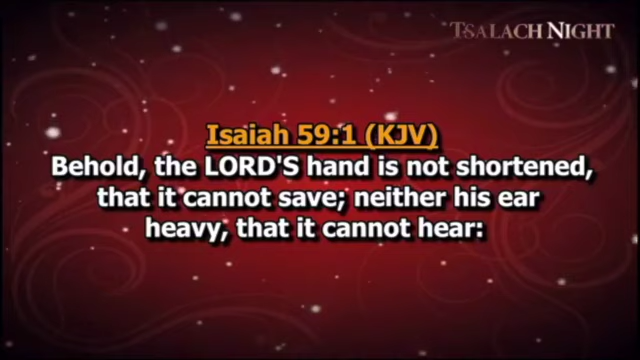 TSALACH NIGHT
Isaiah 59:1 (KJV)
Behold, the LORD'S hand is not shortened,
that it cannot save; neither his ear
heavy, that it cannot hear: